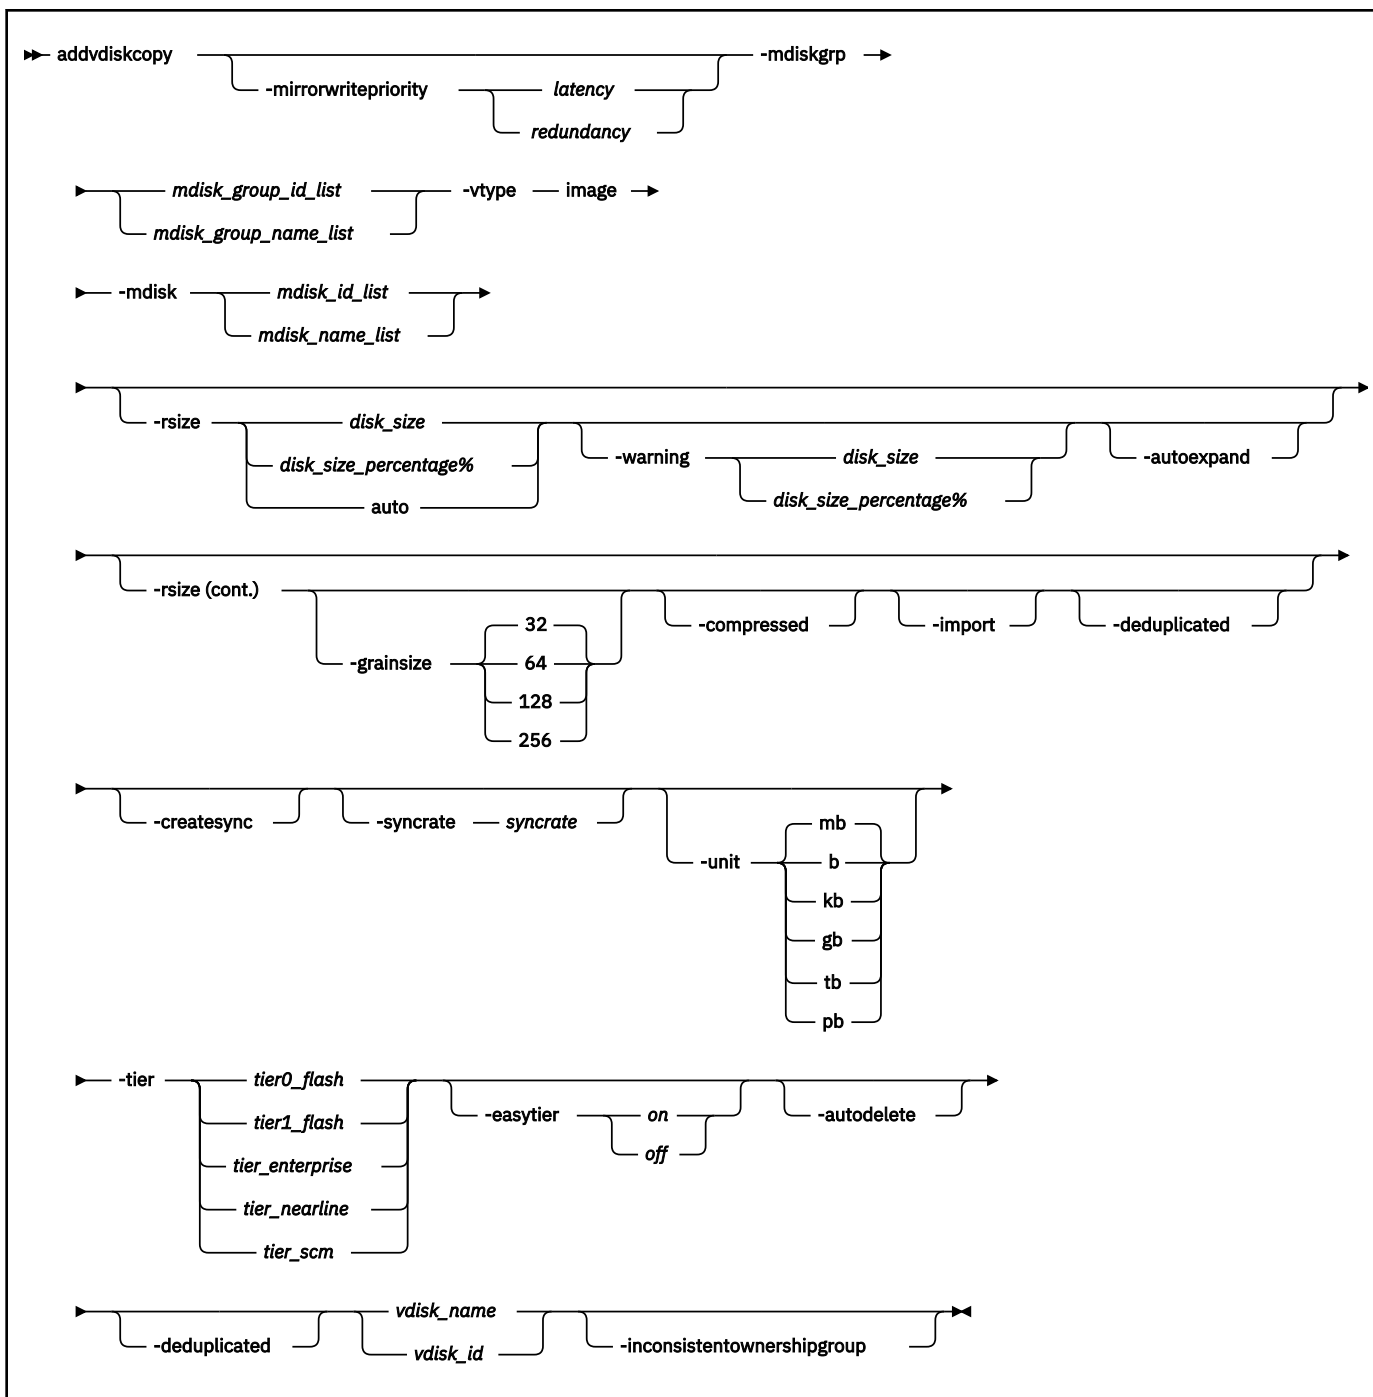 addvdiskcopy -mdiskgrp
-mirrorwritepriority latency
redundancy
mdisk_group_id_list -vtype image
mdisk_group_name_list
-mdisk mdisk_id_list
mdisk_name_list
-rsize disk_size
disk_size_percentage%
auto
-warning disk_size
disk_size_percentage%
-autoexpand
-rsize (cont.)
-grainsize
32
64
128
256
-compressed -import -deduplicated
-createsync -syncrate syncrate
-unit
mb
b
kb
gb
tb
pb
-tier tier0_flash
tier1_flash
tier_enterprise
tier_nearline
tier_scm
-easytier on
off
-autodelete
-deduplicated
vdisk_name
vdisk_id
-inconsistentownershipgroup